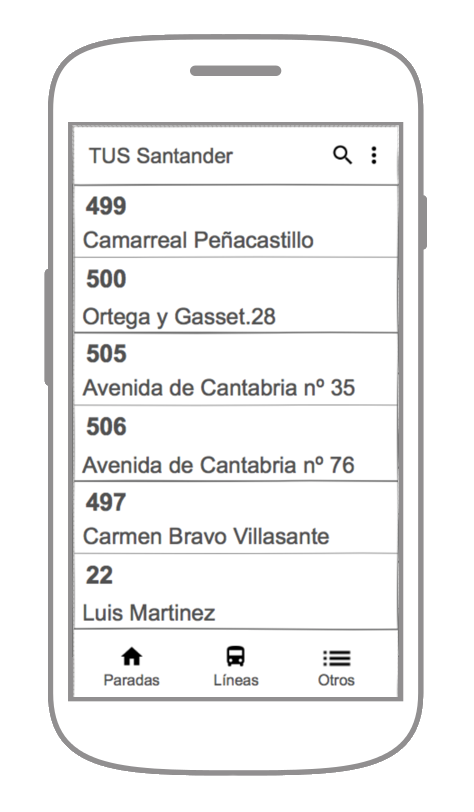 TUS Santander
499
Camarreal Peñacastillo
500
Ortega y Gasset.28
505
Avenida de Cantabria nº 35
506
Avenida de Cantabria nº 76
497
Carmen Bravo Villasante
22
Luis Martinez
Paradas Líneas Otros